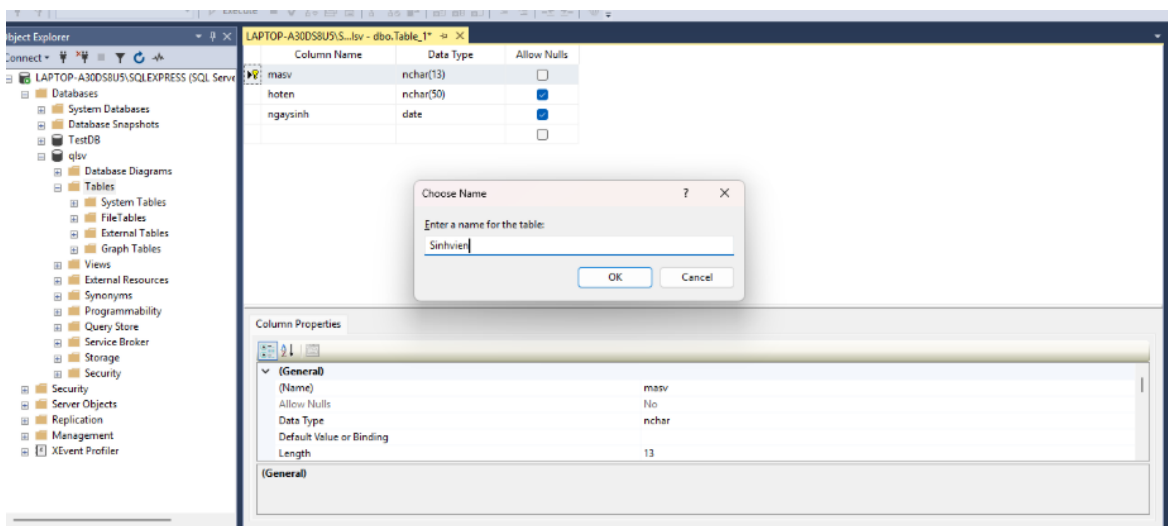 EXECUTE
Object Explorer
Connect
LAPTOP-A30DS8U5\SQLEXPRESS (SQL Serve
Databases
System Databases
Database Snapshots
TestDB
qlsv
Database Diagrams
Tables
System Tables
FileTables
External Tables
Graph Tables
Views
External Resources
Synonyms
Programmability
Query Store
Service Broker
Storage
Security
Security
Server Objects
Replication
Management
XEvent Profiler
LAPTOP-A30DS8U5\S...lsv - dbo.Table_1*
Column Name Data Type Allow Nulls
masv nchar(13)
hoten nchar(50)
ngaysinh date
Choose Name ?
Enter a name for the table:
Sinhvien
OK Cancel
Column Properties
(General)
(Name) masv
Allow Nulls No
Data Type nchar
Default Value or Binding
Length 13
(General)